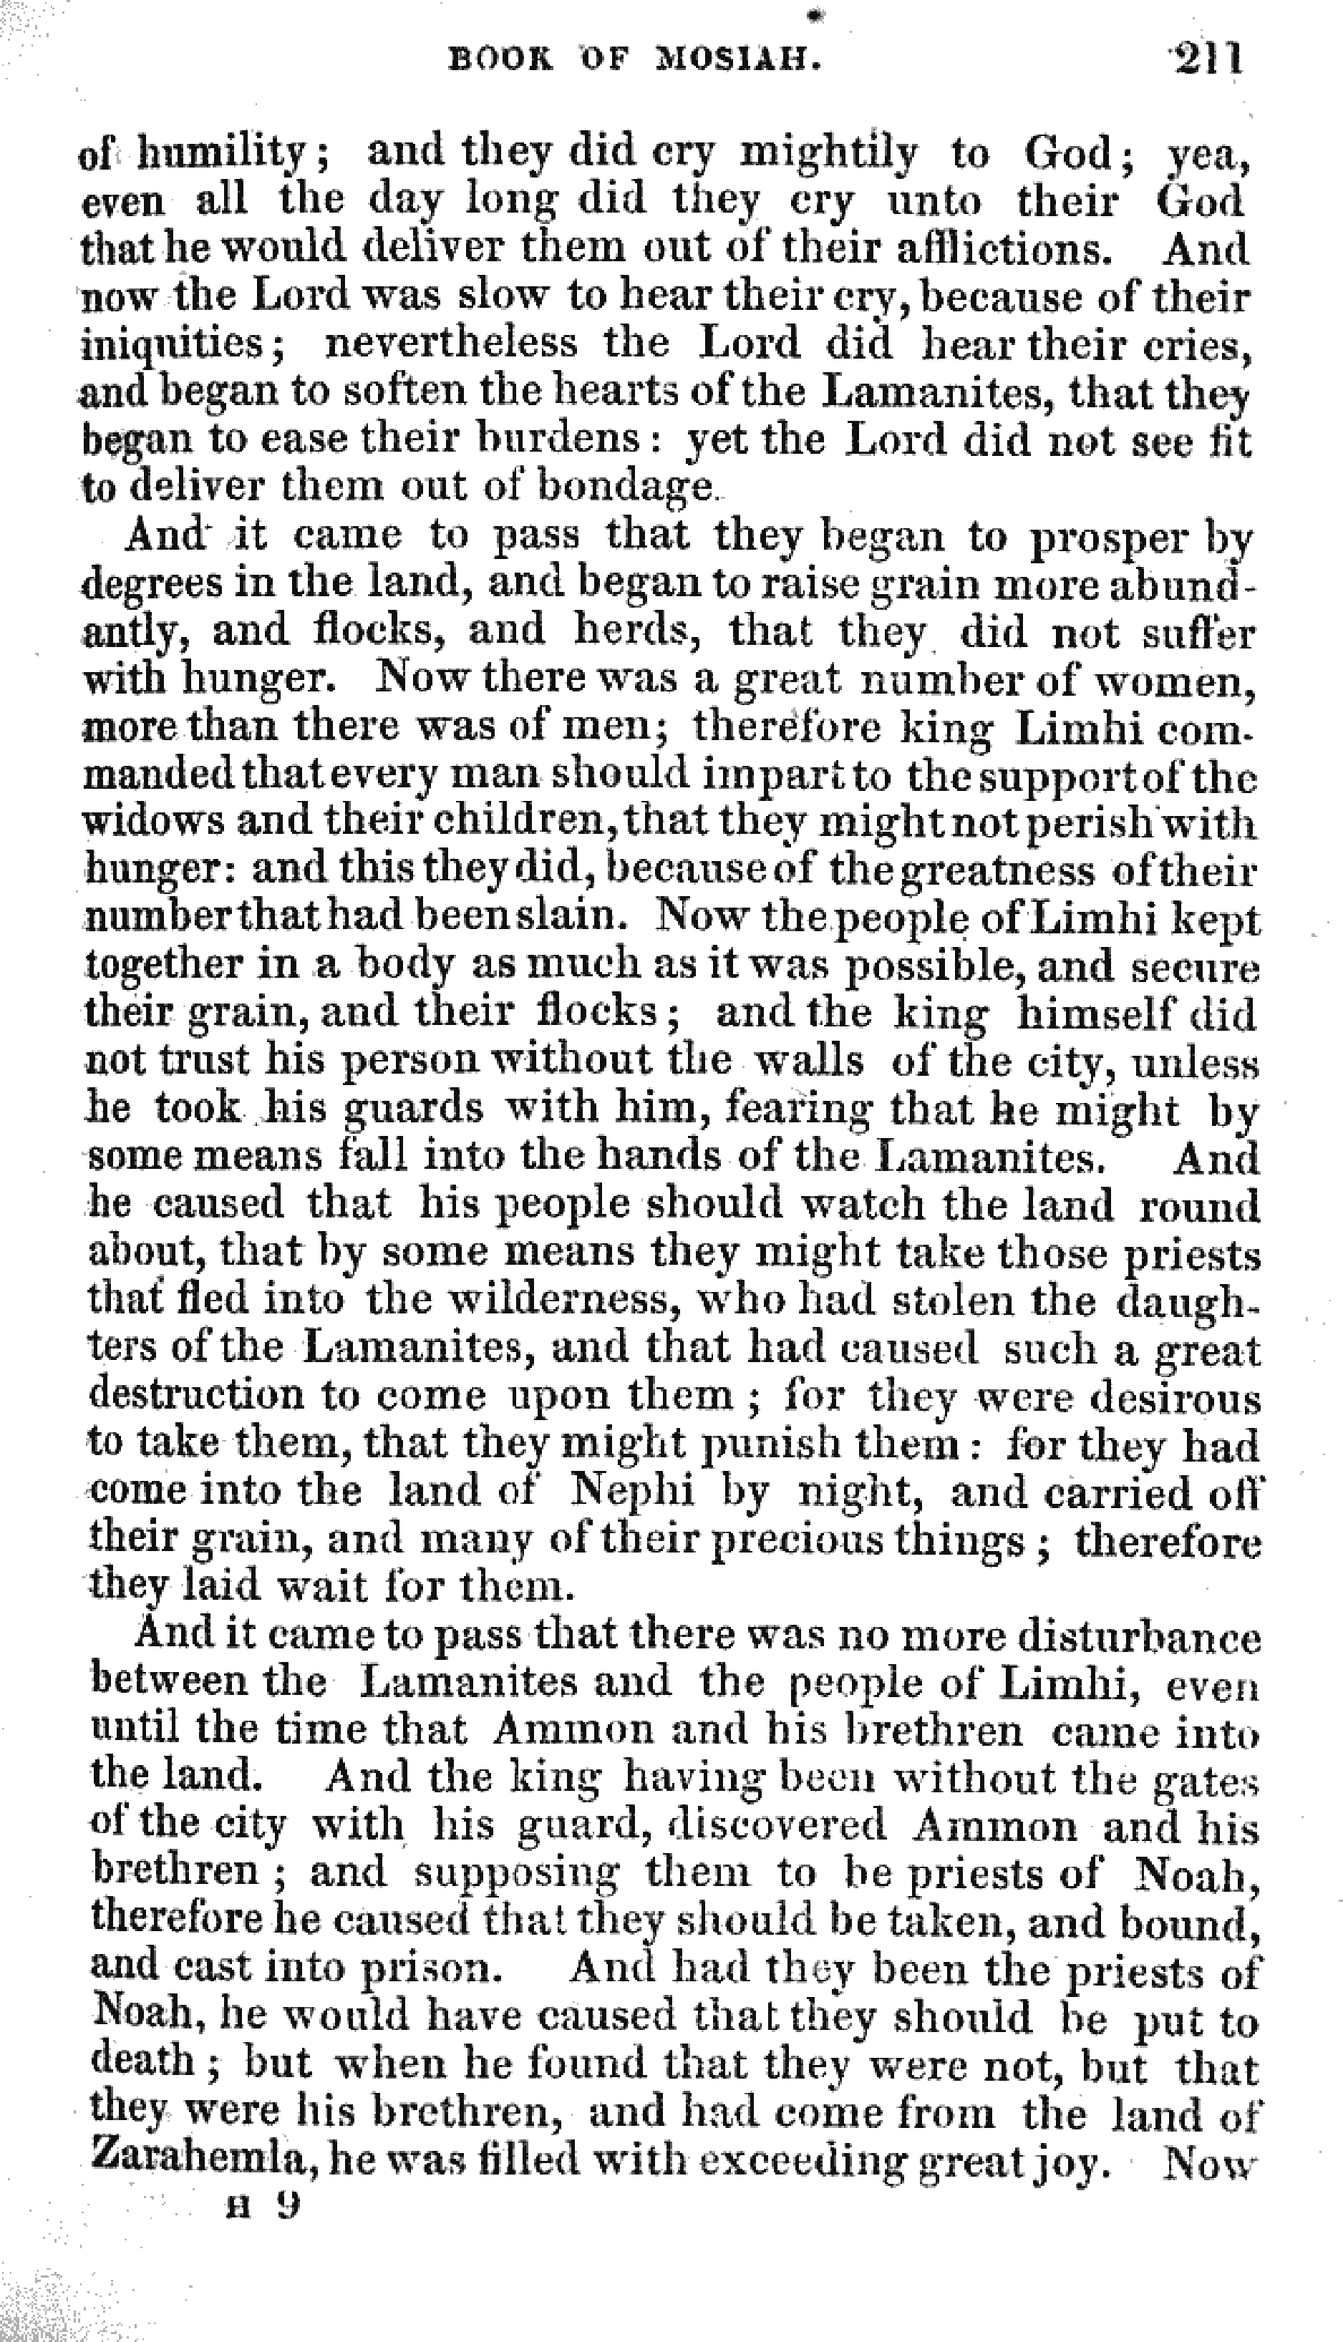 BOOK OF MOSIAH. 211
of humility; and they did cry mightily to God; yea,
even all the day long did they cry unto their God
that he would deliver them out of their afflictions. And
now the Lord was slow to hear their cry, because of their
iniquities; nevertheless the Lord did hear their cries,
and began to soften the hearts of the Lamanites, that they
began to ease their burdens: yet the Lord did not see fit
to deliver them out of bondage.
And it came to pass that they began to prosper by
degrees in the land, and began to raise grain more abund-
antly, and flocks, and herds, that they did not suffer
with hunger. Now there was a great number of women,
more than there was of men; therefore king Limhi com-
manded that every man should impart to the support of the
widows and their children, that they might not perish with
hunger: and this they did, because of the greatness of their
number that had been slain. Now the people of Limhi kept
together in a body as much as it was possible, and secure
their grain, and their flocks; and the king himself did
not trust his person without the walls of the city, unless
he took his guards with him, fearing that he might by
some means fall into the hands of the Lamanites. And
he caused that his people should watch the land round
about, that by some means they might take those priests
that fled into the wilderness, who had stolen the daugh-
ters of the Lamanites, and that had caused such a great
destruction to come upon them; for they were desirous
to take them, that they might punish them: for they had
come into the land of Nephi by night, and carried off
their grain, and many of their precious things; therefore
they laid wait for them.
And it came to pass that there was no more disturbance
between the Lamanites and the people of Limhi, even
until the time that Ammon and his brethren came into
the land. And the king having been without the gates
of the city with his guard, discovered Ammon and his
brethren; and supposing them to be priests of Noah,
therefore he caused that they should be taken, and bound,
and cast into prison. And had they been the priests of
Noah, he would have caused that they should be put to
death; but when he found that they were not, but that
they were his brethren, and had come from the land of
Zarahemla, he was filled with exceeding great joy. Now
H 9